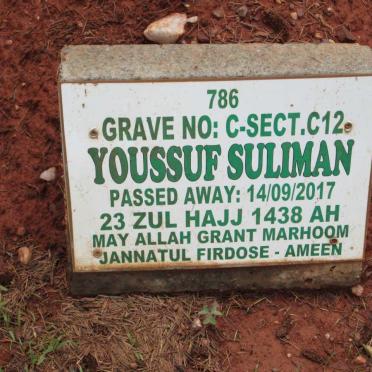 786
GRAVE NO: C-SECT.C12
YOUSSUF SULIMAN
PASSED AWAY: 14/09/2017
23 ZUL HAJJ 1438 AH
MAY ALLAH GRANT MARHOOM
JANNATUL FIRDOSE - AMEEN